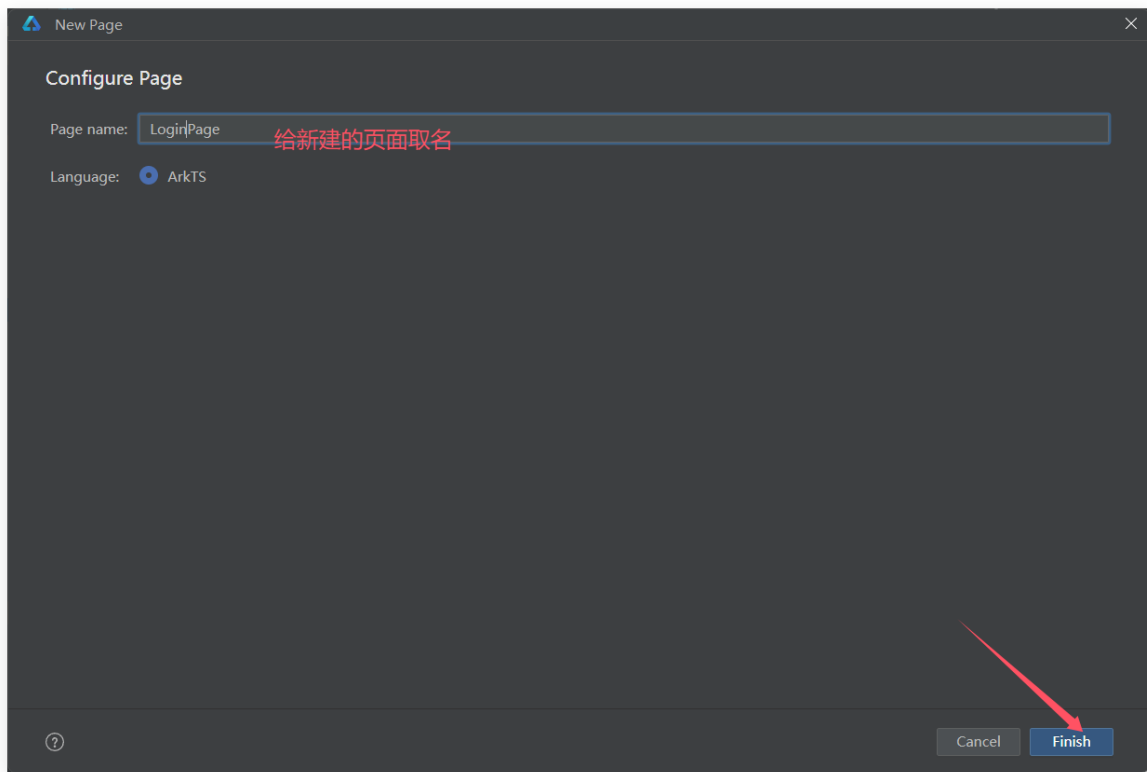 New Page
Configure Page
Page name: LoginPage
给新建的页面取名
Language: ArkTS
?
Cancel Finish